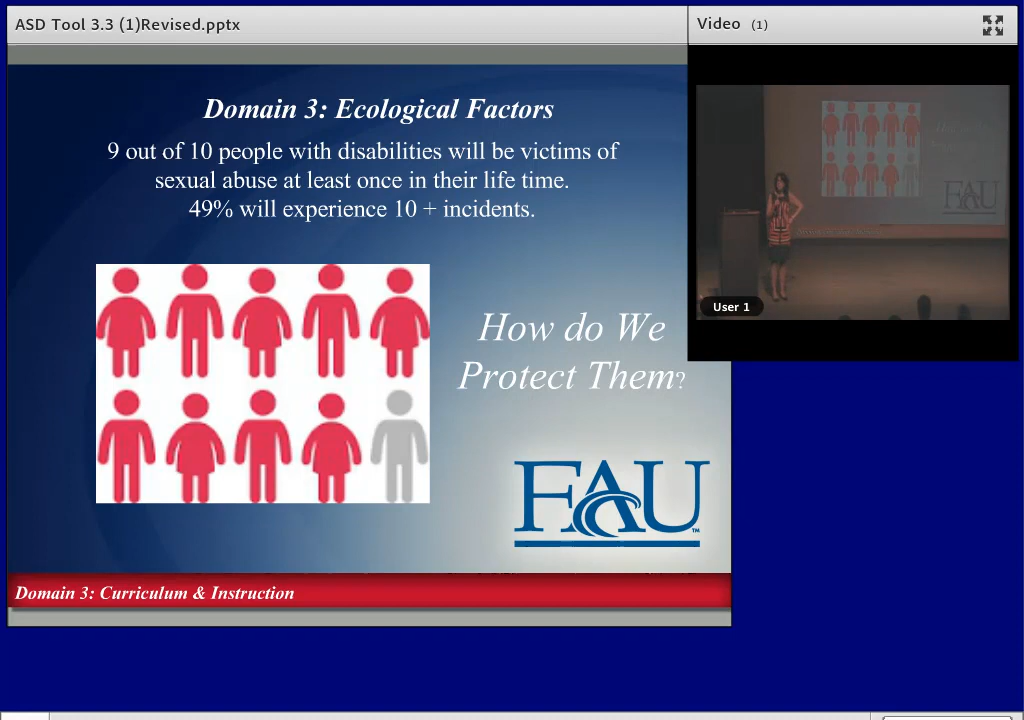 ASD Tool 3.3 (1)Revised.pptx
Video (1)
Domain 3: Ecological Factors
9 out of 10 people with disabilities will be victims of
sexual abuse at least once in their life time.
49% will experience 10 + incidents.
How do We
Protect Them?
FAU
TM
Domain 3: Curriculum & Instruction
FAU
User 1